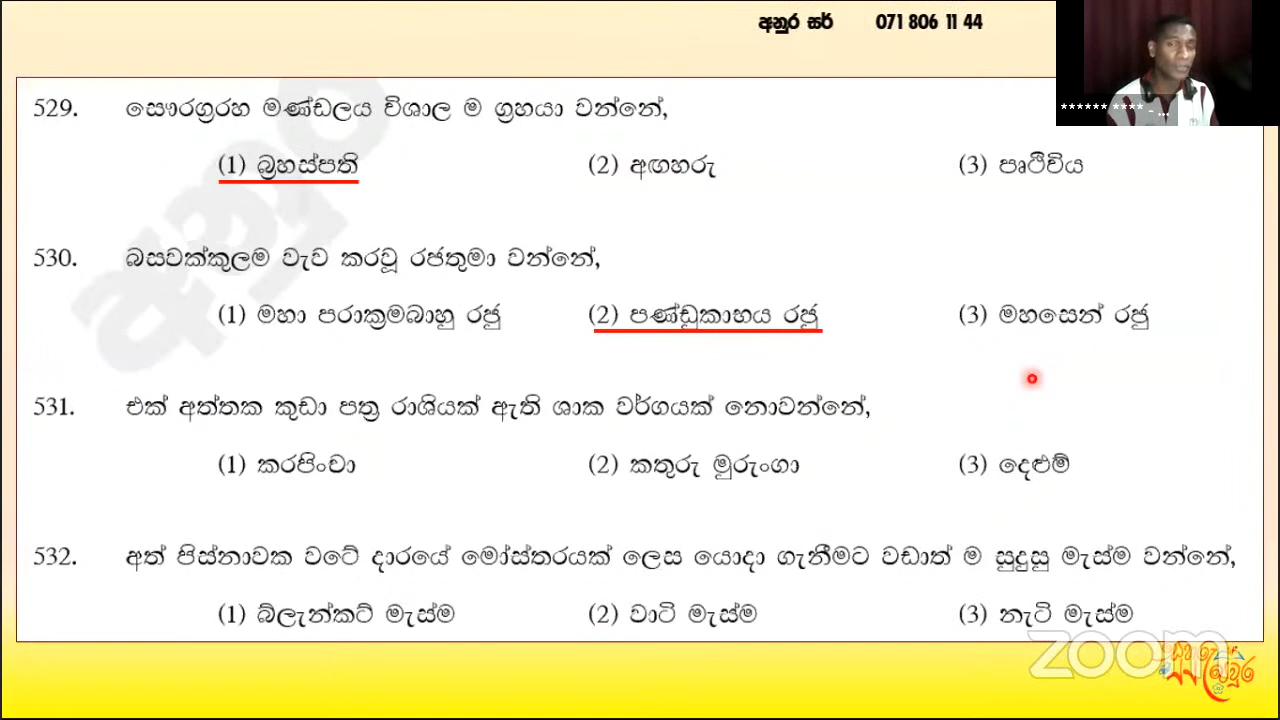 අනුර සර් 071 806 11 44
****** **** - ...
529. සෞරග්‍රරහ මණ්ඩලය විශාල ම ග්‍රහයා වන්නේ,
(1) බ්‍රහස්පති (2) අඟහරු (3) පෘථිවිය
530. බසවක්කුලම වැව කරවූ රජතුමා වන්නේ,
(1) මහා පරාක්‍රමබාහු රජු (2) පණ්ඩුකාභය රජු (3) මහසෙන් රජු
531. එක් අත්තක කුඩා පත්‍ර රාශියක් ඇති ශාක වර්ගයක් නොවන්නේ,
(1) කරපිංචා (2) කතුරු මුරුංගා (3) දෙළුම්
532. අත් පිස්නාවක වටේ දාරයේ මෝස්තරයක් ලෙස යොදා ගැනීමට වඩාත් ම සුදුසු මැස්ම වන්නේ,
(1) බ්ලැන්කට් මැස්ම (2) වාටි මැස්ම (3) නැටි මැස්ම
zoom
අනුර